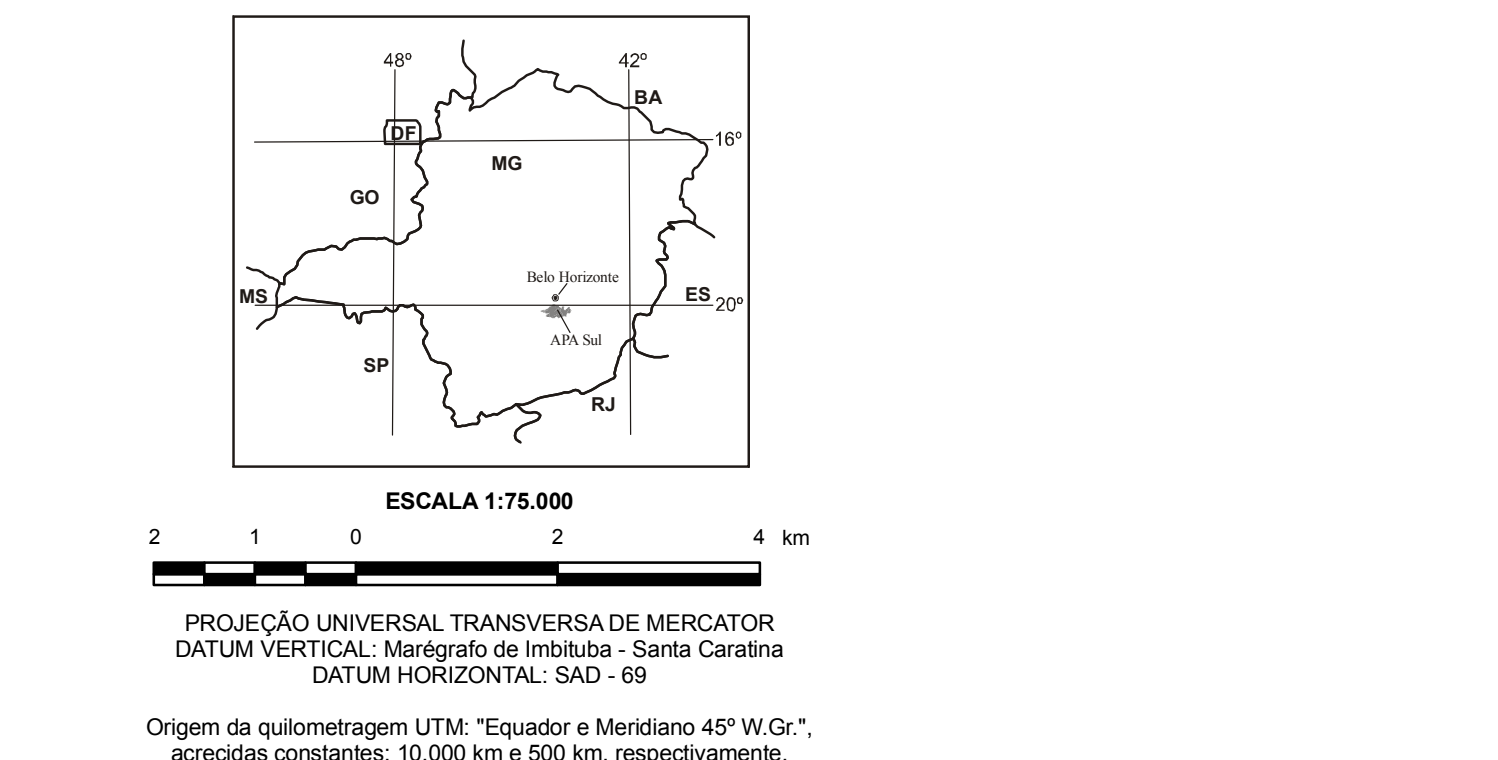 48º 42º
BA
DF
16º
MG
GO
Belo Horizonte
MS
ES
20º
APA Sul
SP
RJ
ESCALA 1:75.000
2 1 0 2 4 km
PROJEÇÃO UNIVERSAL TRANSVERSA DE MERCATOR
DATUM VERTICAL: Marégrafo de Imbituba - Santa Caratina
DATUM HORIZONTAL: SAD - 69
Origem da quilometragem UTM: "Equador e Meridiano 45º W.Gr.",
acrecidas constantes: 10.000 km e 500 km, respectivamente.